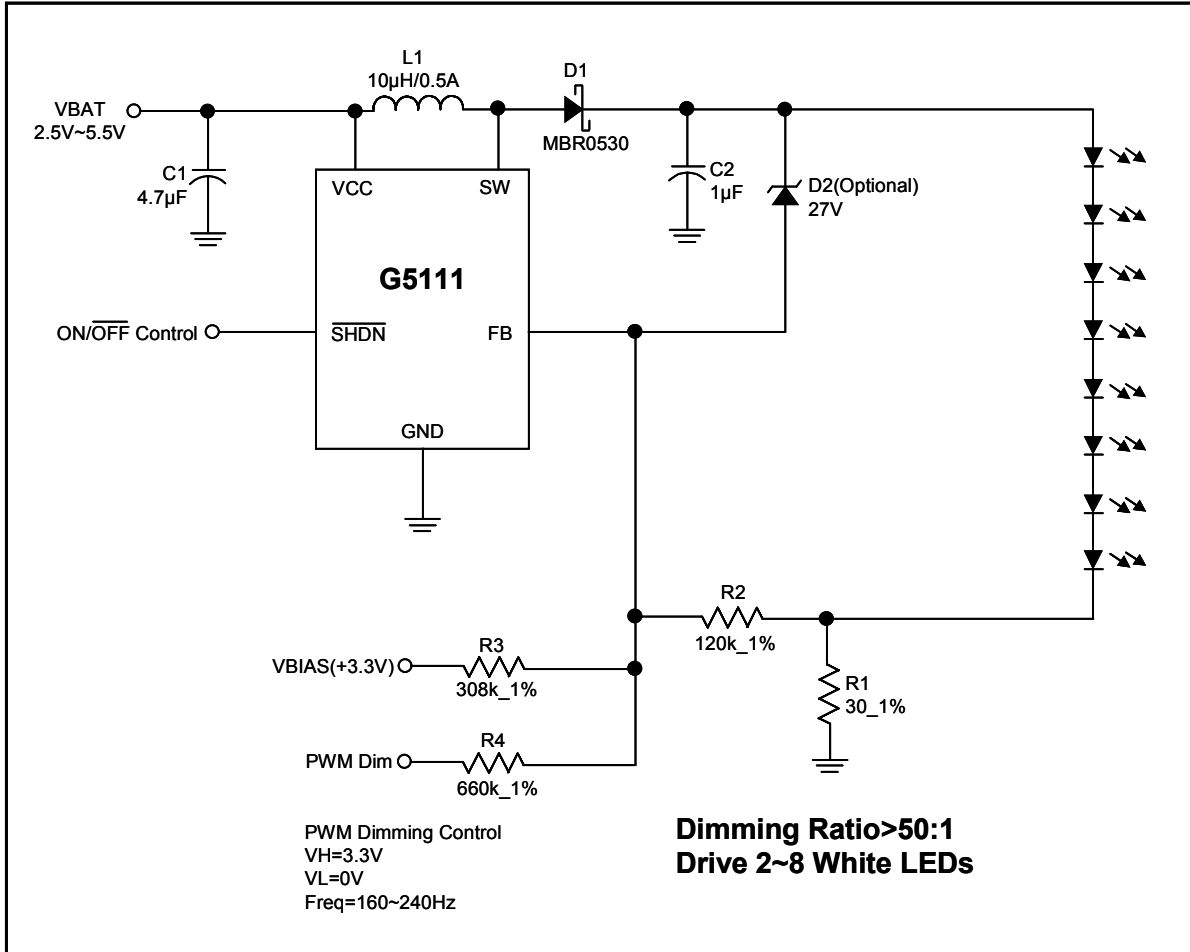 L1
10µH/0.5A
D1
MBR0530
VBAT
2.5V~5.5V
C1
4.7µF
VCC
SW
C2
1µF
D2(Optional)
27V
G5111
ON/OFF Control
SHDN
FB
GND
R2
120k_1%
VBIAS(+3.3V)
R3
308k_1%
R1
30_1%
PWM Dim
R4
660k_1%
PWM Dimming Control
VH=3.3V
VL=0V
Freq=160~240Hz
Dimming Ratio>50:1
Drive 2~8 White LEDs